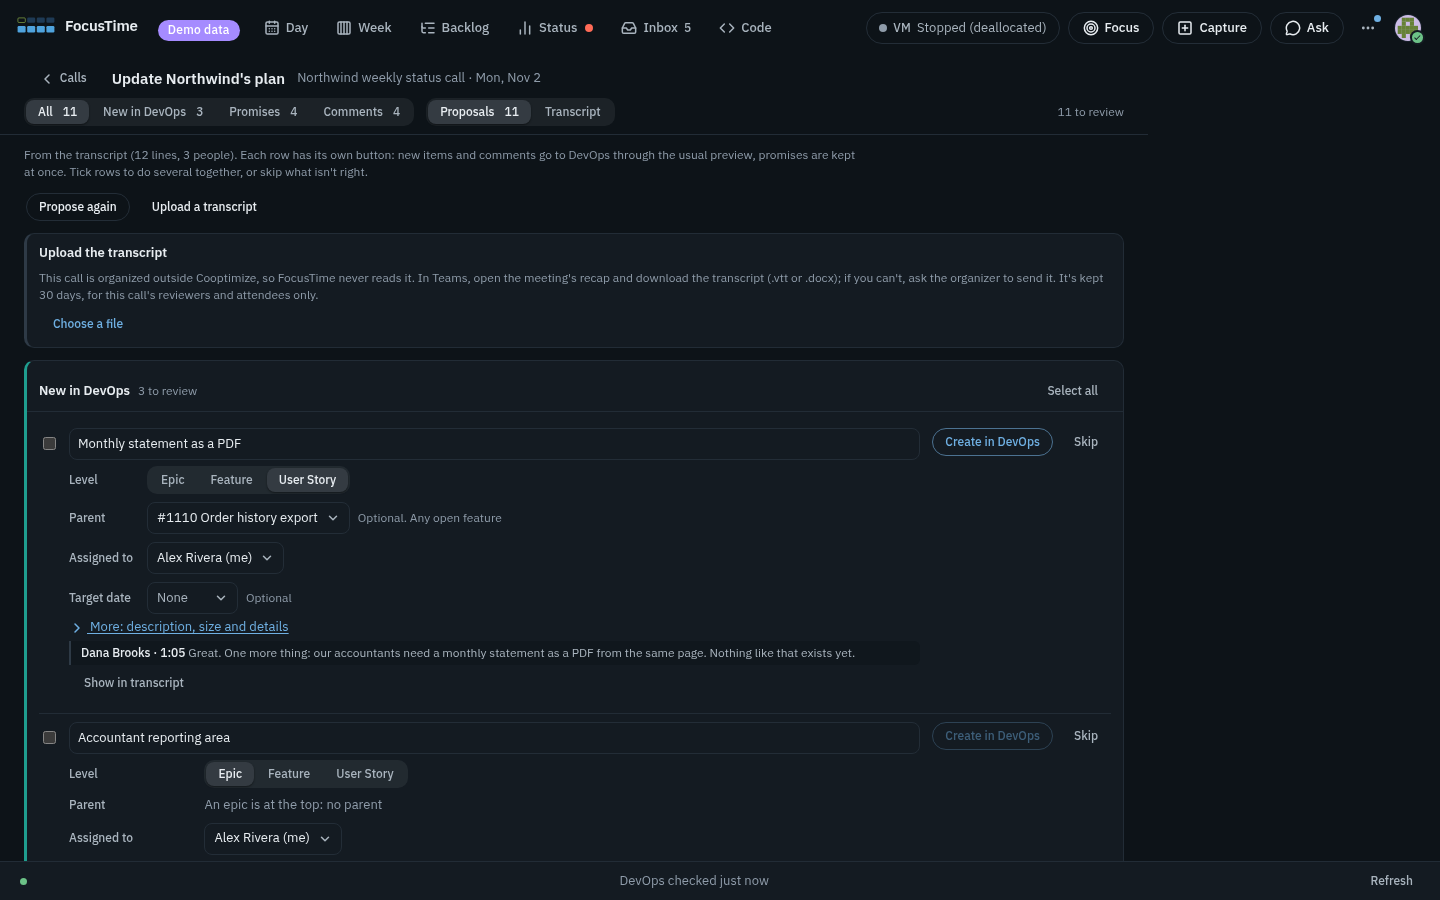 FocusTime
Demo data
Day
Week
Backlog
Status
Inbox 5
Code
VM Stopped (deallocated)
Focus
Capture
Ask
Calls
Update Northwind's plan
Northwind weekly status call · Mon, Nov 2
All 11
New in DevOps 3
Promises 4
Comments 4
Proposals 11
Transcript
11 to review
From the transcript (12 lines, 3 people). Each row has its own button: new items and comments go to DevOps through the usual preview, promises are kept
at once. Tick rows to do several together, or skip what isn't right.
Propose again
Upload a transcript
Upload the transcript
This call is organized outside Cooptimize, so FocusTime never reads it. In Teams, open the meeting's recap and download the transcript (.vtt or .docx); if you can't, ask the organizer to send it. It's kept
30 days, for this call's reviewers and attendees only.
Choose a file
New in DevOps 3 to review
Select all
Monthly statement as a PDF
Create in DevOps
Skip
Level
Epic
Feature
User Story
Parent
#1110 Order history export
Optional. Any open feature
Assigned to
Alex Rivera (me)
Target date
None
Optional
More: description, size and details
Dana Brooks · 1:05 Great. One more thing: our accountants need a monthly statement as a PDF from the same page. Nothing like that exists yet.
Show in transcript
Accountant reporting area
Create in DevOps
Skip
Level
Epic
Feature
User Story
Parent
An epic is at the top: no parent
Assigned to
Alex Rivera (me)
DevOps checked just now
Refresh